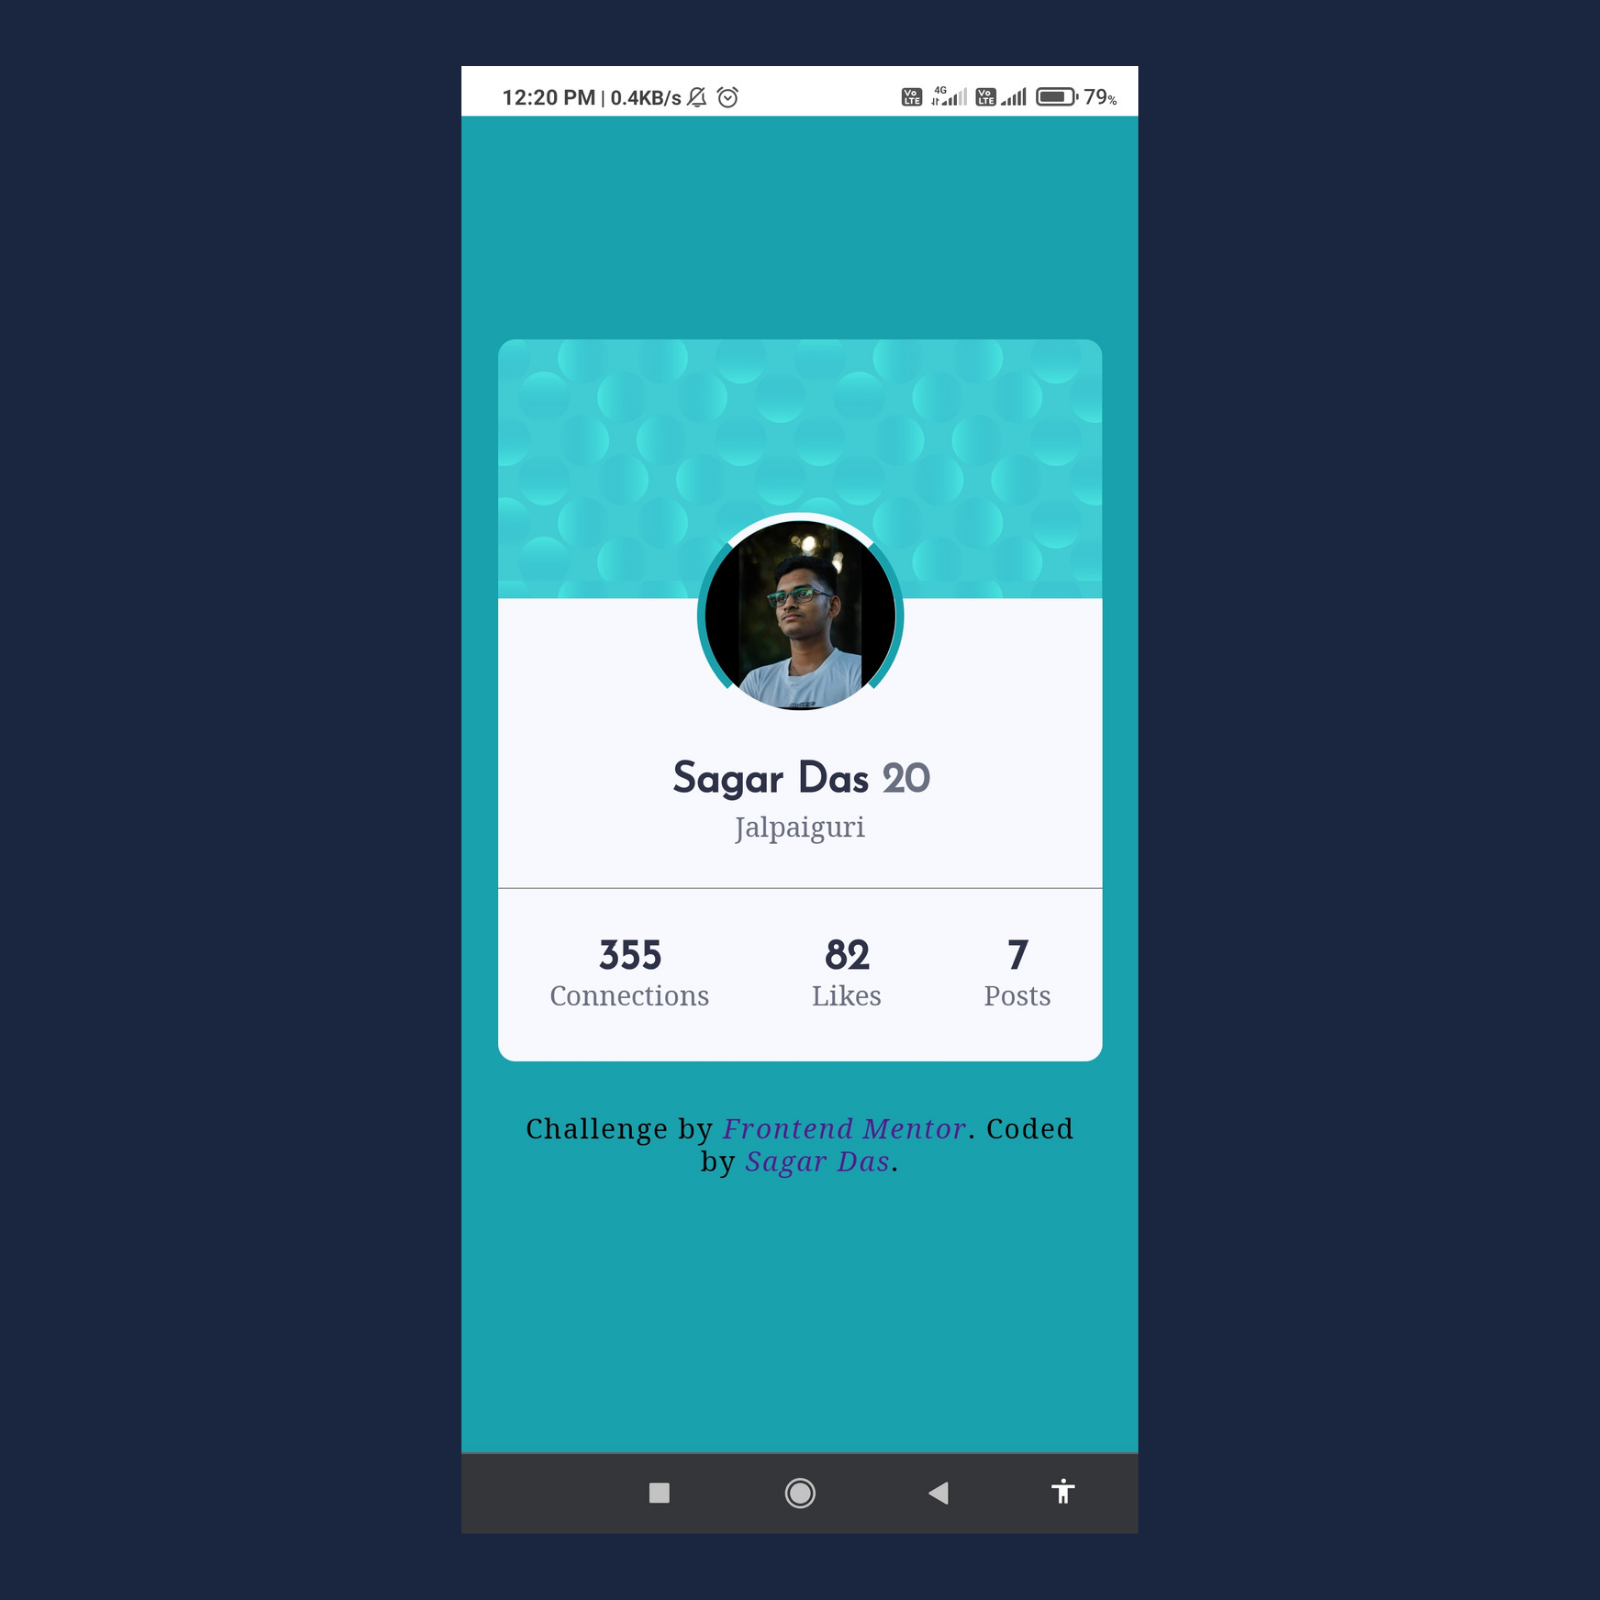 12:20 PM | 0.4KB/s Vo LTE 4G Vo LTE 79%
Sagar Das 20
Jalpaiguri
355 82 7
Connections Likes Posts
Challenge by Frontend Mentor. Coded
by Sagar Das.